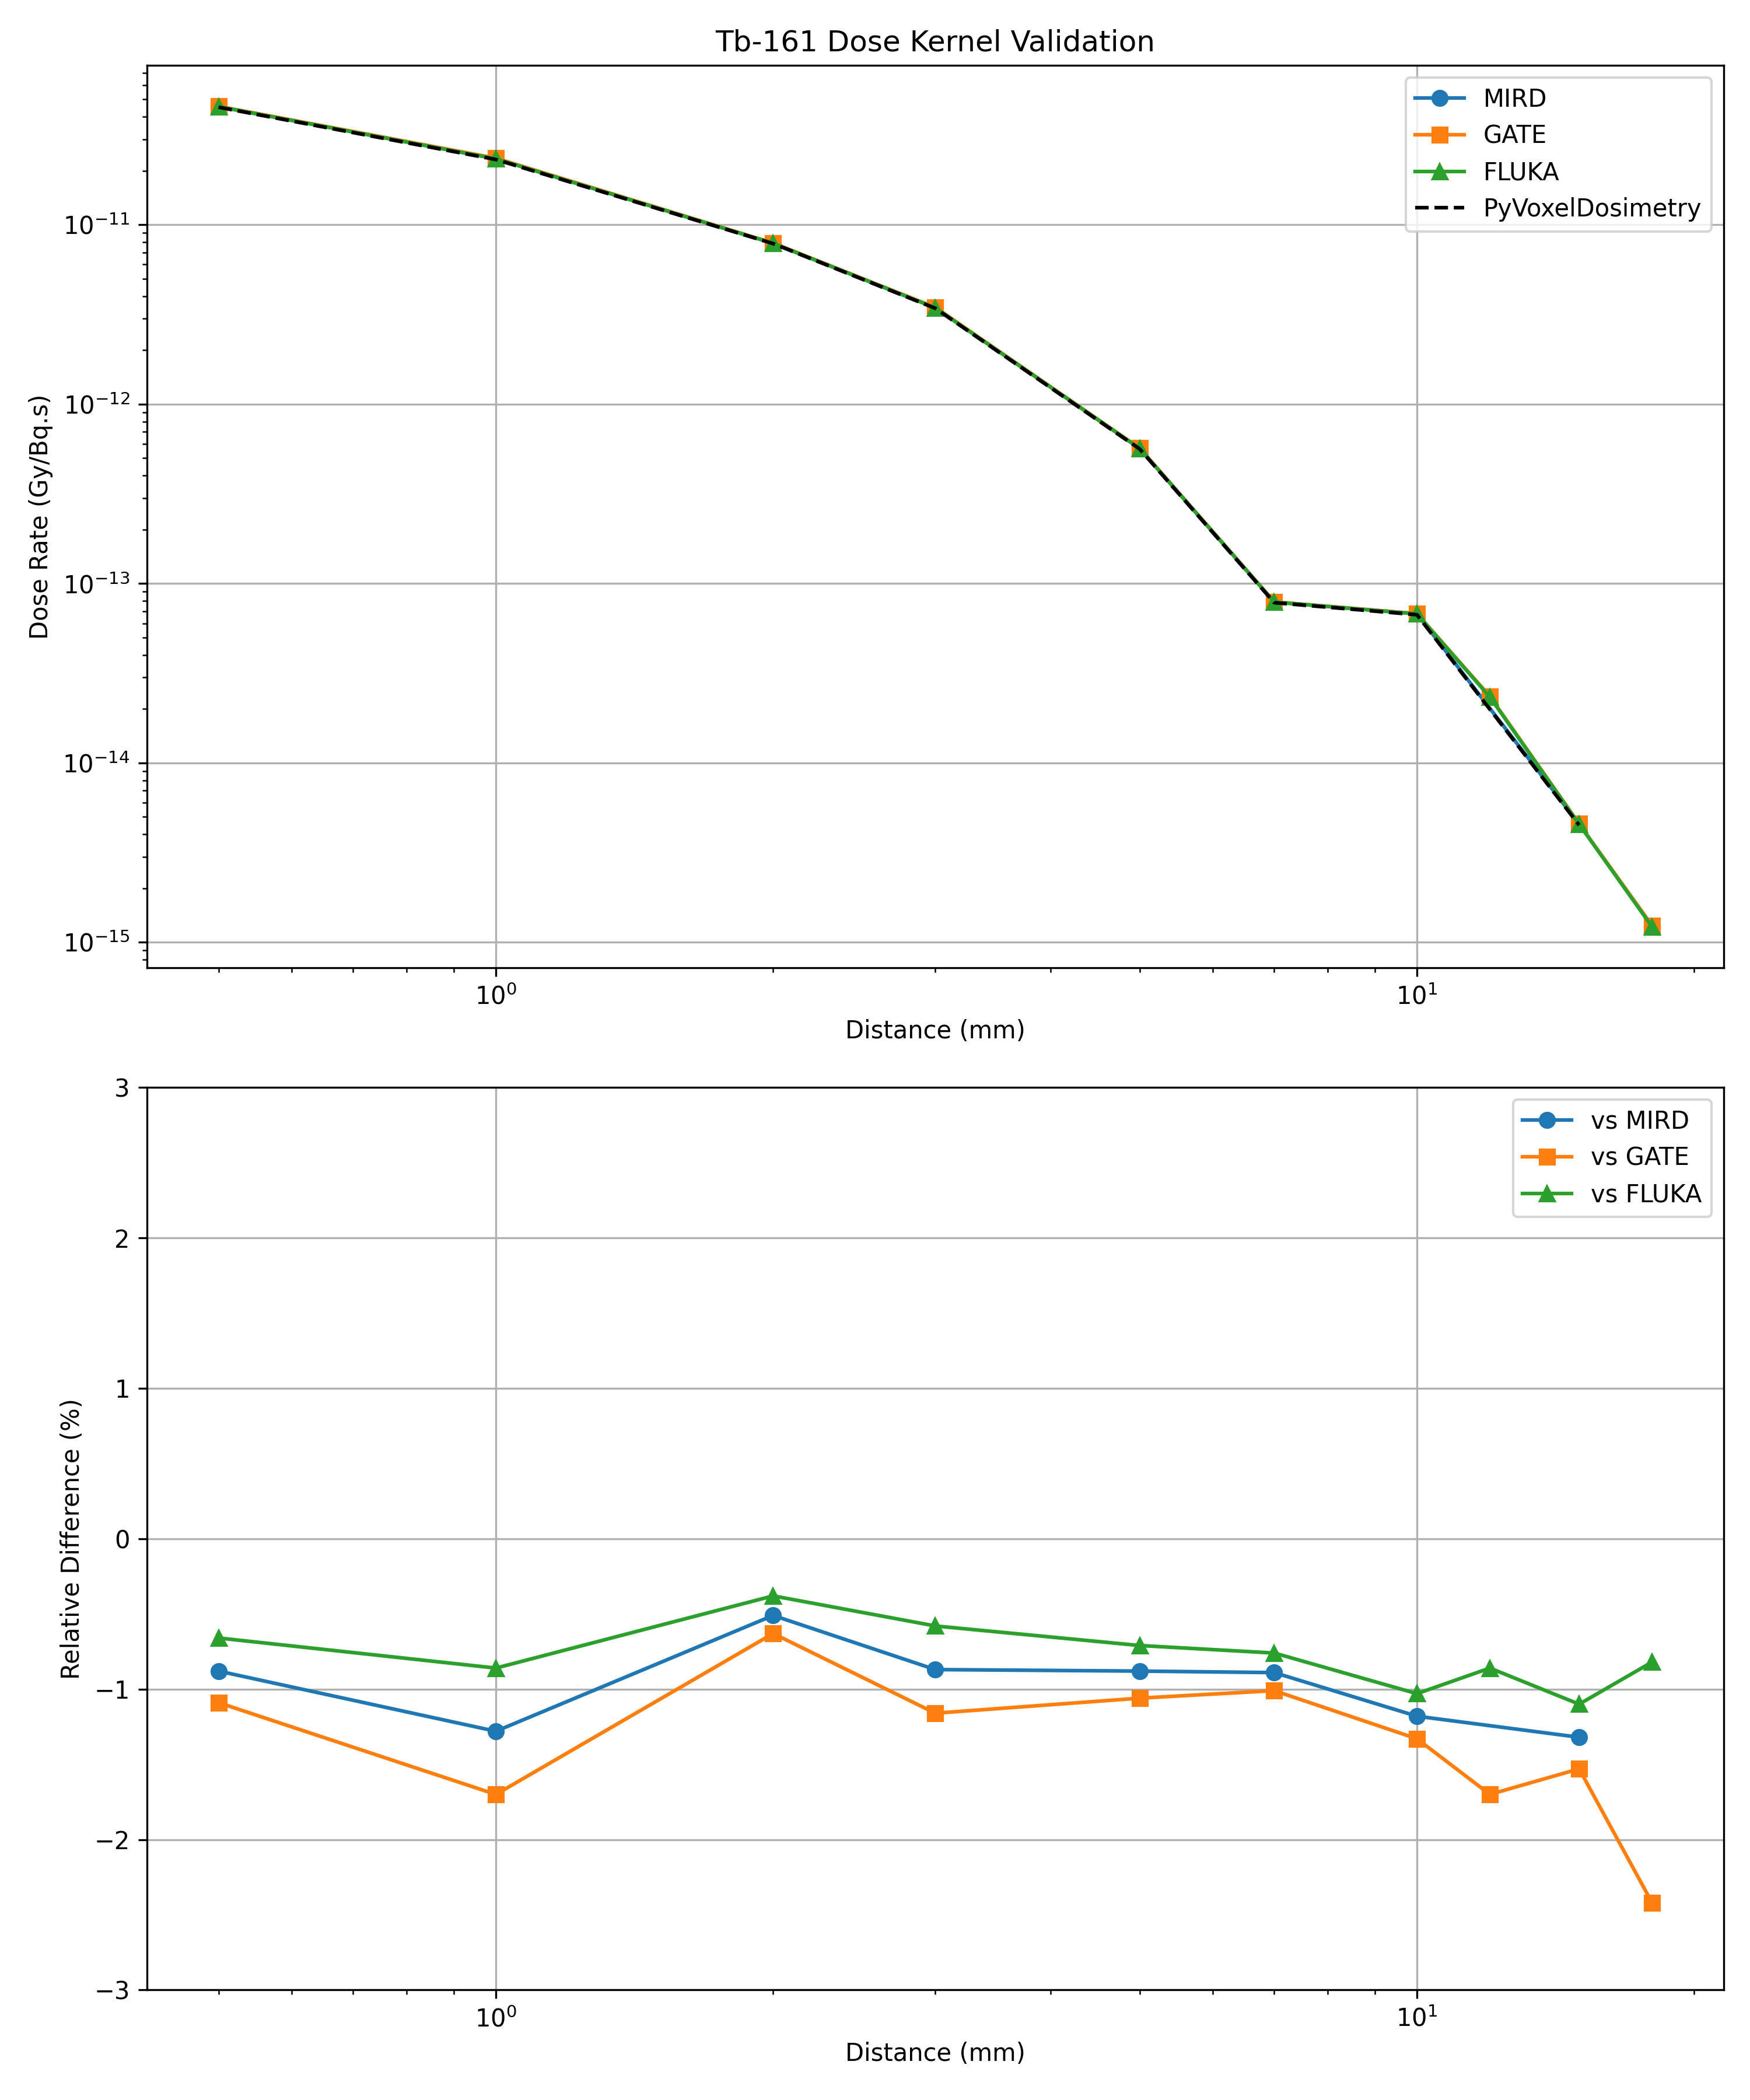 Tb-161 Dose Kernel Validation
MIRD
GATE
FLUKA
PyVoxelDosimetry
Dose Rate (Gy/Bq.s)
10⁻¹¹
10⁻¹²
10⁻¹³
10⁻¹⁴
10⁻¹⁵
10⁰
10¹
Distance (mm)
vs MIRD
vs GATE
vs FLUKA
Relative Difference (%)
3
2
1
0
−1
−2
−3
10⁰
10¹
Distance (mm)